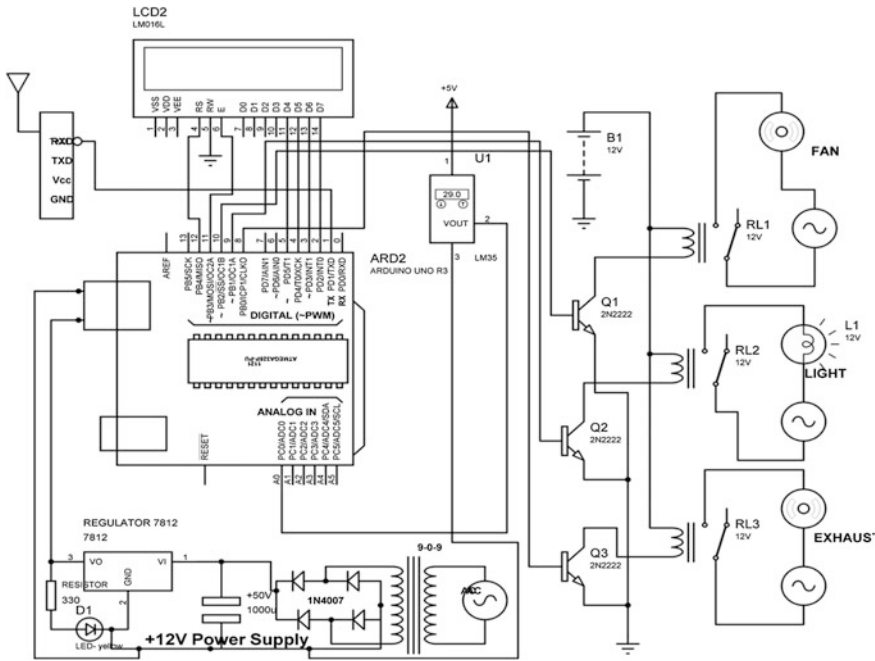 LCD2
LM016L
VSS
VDD
VEE
RS
RW
E
D0
D1
D2
D3
D4
D5
D6
D7
1
2
3
4
5
6
7
8
9
10
11
12
13
14
RXD
TXD
Vcc
GND
+5V
1
U1
29.0
VOUT
2
3
LM35
B1
12V
FAN
RL1
12V
13
12
11
10
9
8
7
6
5
4
3
2
1
0
ARD2
ARDUINO UNO R3
AREF
PB5/SCK
PB4/MISO
~PB3/MOSI/OC2A
~PB2/SS/OC1B
~PB1/OC1A
PB0/ICP1/CLKO
PD7/AIN1
~PD6/AIN0
~PD5/T1
PD4/T0/XCK
~PD3/INT1
PD2/INT0
PD1/TXD
PD0/RXD
TX
RX
DIGITAL (~PWM)
ATMEGA328P-PU
1121
ANALOG IN
RESET
PC0/ADC0
PC1/ADC1
PC2/ADC2
PC3/ADC3
PC4/ADC4/SDA
PC5/ADC5/SCL
A0
A1
A2
A3
A4
A5
Q1
2N2222
RL2
12V
L1
12V
LIGHT
Q2
2N2222
RL3
12V
EXHAUST
Q3
2N2222
REGULATOR 7812
7812
3
VO
VI
1
GND
2
RESISTOR
330
D1
LED- yellow
+50V
1000u
1N4007
9-0-9
AC
+12V Power Supply